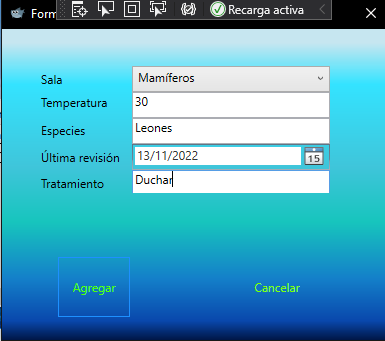 Form
Recarga activa
Sala Mamíferos
Temperatura 30
Especies Leones
Última revisión 13/11/2022 15
Tratamiento Duchar
Agregar Cancelar